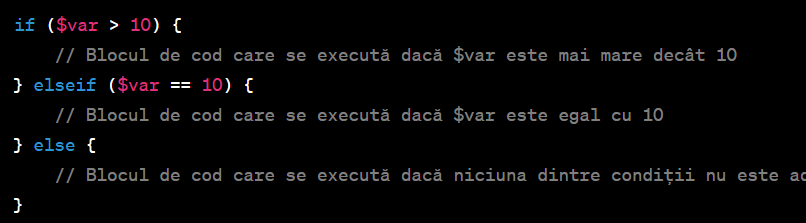 if ($var > 10) {
    // Blocul de cod care se execută dacă $var este mai mare decât 10
} elseif ($var == 10) {
    // Blocul de cod care se execută dacă $var este egal cu 10
} else {
    // Blocul de cod care se execută dacă niciuna dintre condiții nu este
}